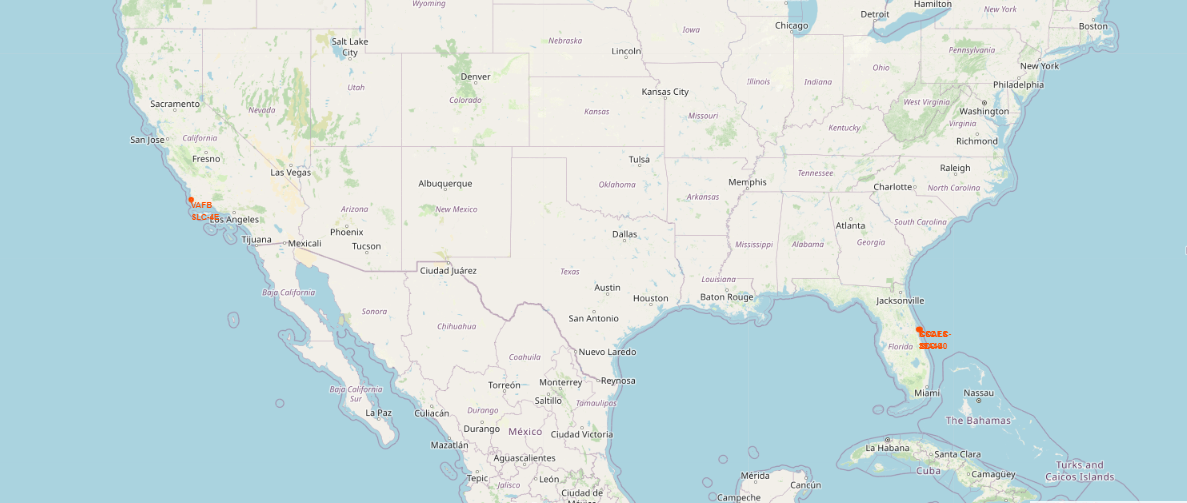 Wyoming
Chicago
Detroit
Hamilton
New York
Boston
Salt Lake
City
Nebraska
Lincoln
Iowa
Pennsylvania
New York
Philadelphia
Denver
Utah
Colorado
Kansas City
Illinois
Indiana
Ohio
West Virginia
Washington
Sacramento
Nevada
Kansas
Missouri
Kentucky
Virginia
San Jose
California
Richmond
Fresno
Las Vegas
Tulsa
Raleigh
Albuquerque
Oklahoma
Memphis
Tennessee
Charlotte
North Carolina
VAFB
SLC-4E
Los Angeles
Arizona
New Mexico
Arkansas
South Carolina
Phoenix
Atlanta
Tijuana
Mexicali
Tucson
Dallas
Mississippi
Alabama
Georgia
Ciudad Juárez
Texas
Louisiana
Baja California
Austin
Houston
Baton Rouge
Jacksonville
Sonora
San Antonio
Chihuahua
Florida
Coahuila
Nuevo Laredo
Baja California
Sur
Torreón
Monterrey
Reynosa
Saltillo
Miami
Nassau
La Paz
Culiacán
Durango
Tamaulipas
The Bahamas
Durango
México
Ciudad Victoria
Mazatlán
La Habana
Santa Clara
Aguascalientes
Cuba
Camagüey
Turks and
Caicos Islands
Tepic
León
Jalisco
Mérida
Cancún
Ciudad de
Campeche